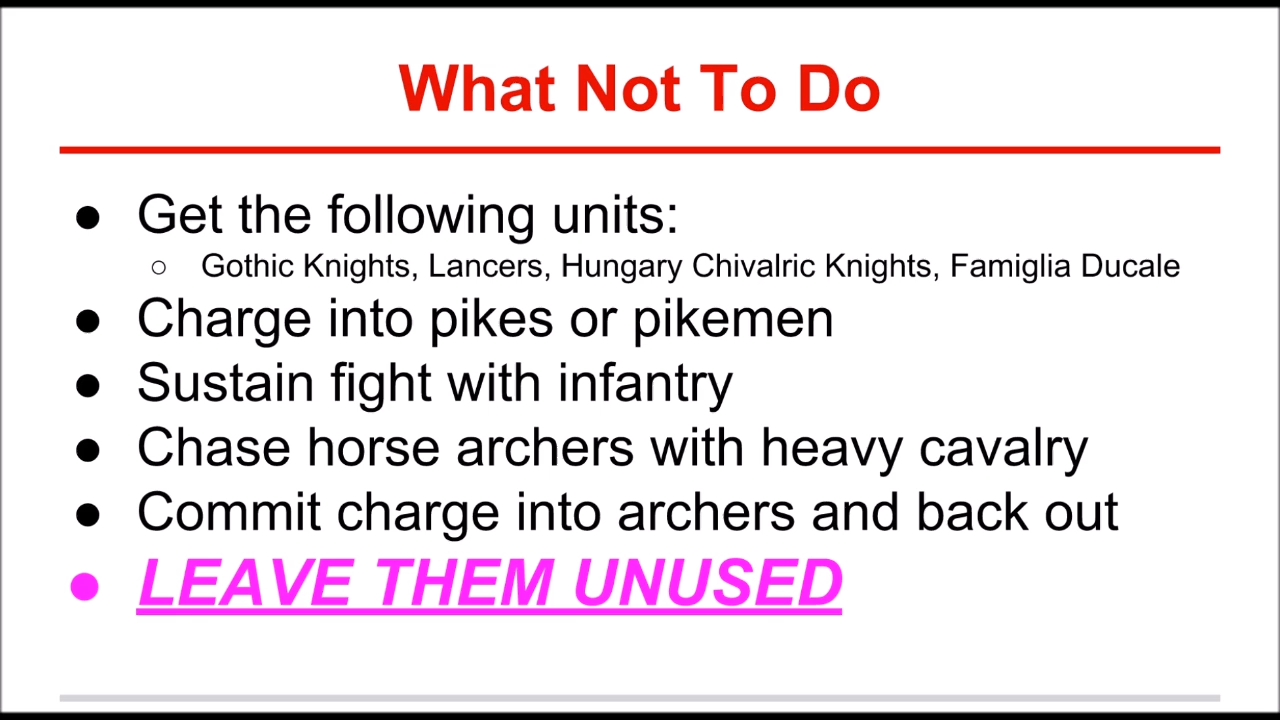 What Not To Do
● Get the following units:
○ Gothic Knights, Lancers, Hungary Chivalric Knights, Famiglia Ducale
● Charge into pikes or pikemen
● Sustain fight with infantry
● Chase horse archers with heavy cavalry
● Commit charge into archers and back out
● LEAVE THEM UNUSED